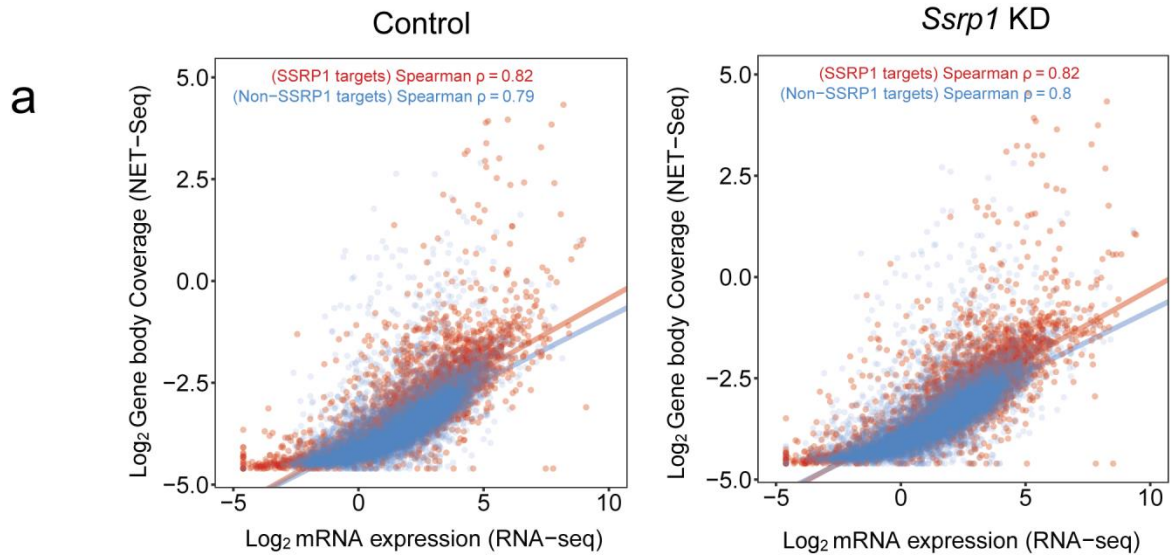 a
Control
Ssrp1 KD
(SSRP1 targets) Spearman ρ = 0.82
(Non−SSRP1 targets) Spearman ρ = 0.79
Log2 Gene body Coverage (NET−Seq)
5.0
2.5
0.0
−2.5
−5.0
−5
0
5
10
Log2 mRNA expression (RNA−seq)
(SSRP1 targets) Spearman ρ = 0.82
(Non−SSRP1 targets) Spearman ρ = 0.8
Log2 Gene body Coverage (NET−Seq)
5.0
2.5
0.0
−2.5
−5.0
−5
0
5
10
Log2 mRNA expression (RNA−seq)